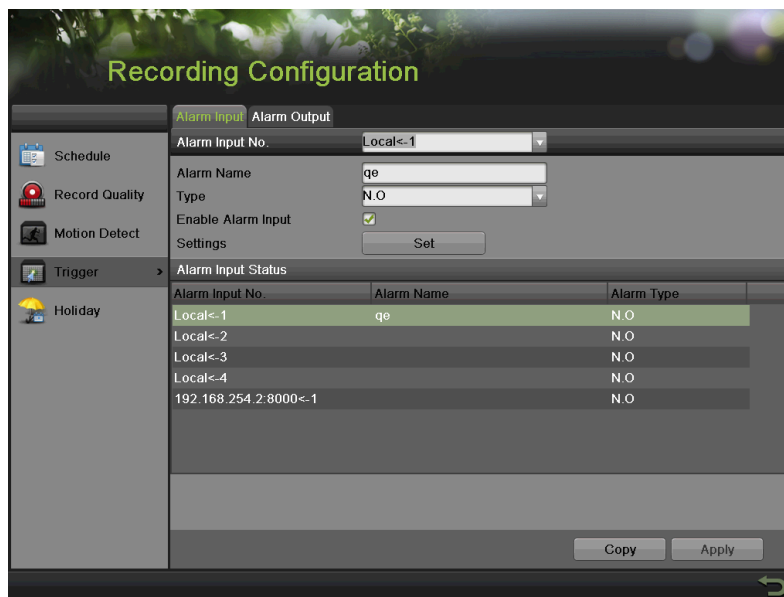 Recording Configuration
Alarm Input Alarm Output
Alarm Input No. Local<-1
Schedule
Alarm Name qe
Record Quality
Type N.O
Enable Alarm Input
Motion Detect
Settings Set
Trigger >
Alarm Input Status
Alarm Input No. Alarm Name Alarm Type
Holiday
Local<-1 qe N.O
Local<-2 N.O
Local<-3 N.O
Local<-4 N.O
192.168.254.2:8000<-1 N.O
Copy Apply